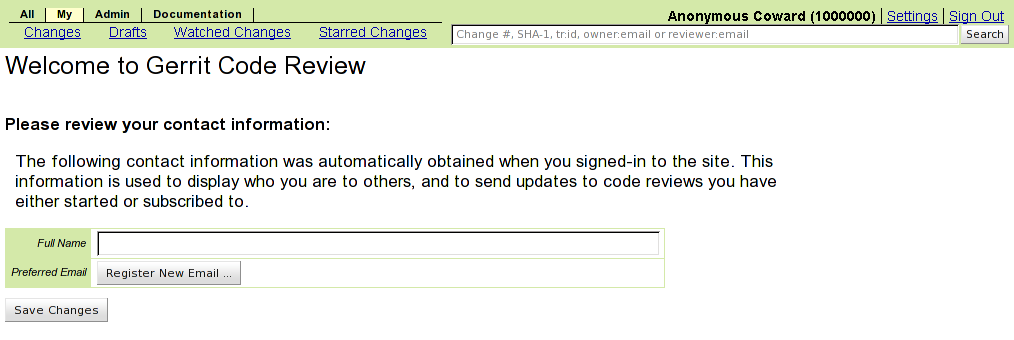 All My Admin Documentation
Anonymous Coward (1000000) Settings Sign Out
Changes Drafts Watched Changes Starred Changes
Change #, SHA-1, tr:id, owner:email or reviewer:email Search
Welcome to Gerrit Code Review
Please review your contact information:
The following contact information was automatically obtained when you signed-in to the site. This
information is used to display who you are to others, and to send updates to code reviews you have
either started or subscribed to.
Full Name
Preferred Email Register New Email ...
Save Changes